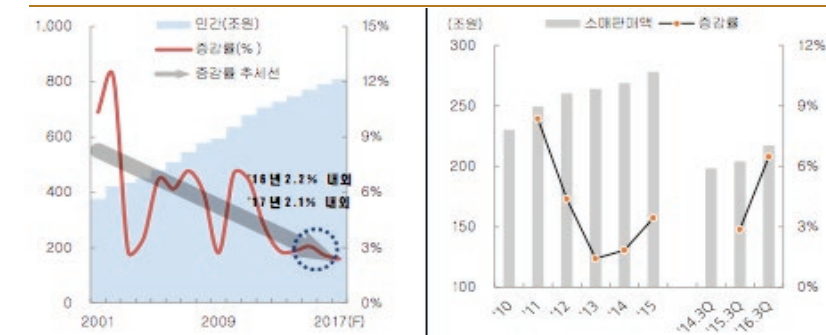 민간(조원)
증감률(%)
증감률 추세선
1,000
800
600
400
200
0
15%
12%
9%
6%
3%
0%
'16년 2.2% 내외
'17년 2.1% 내외
2001
2009
2017(F)
(조원)
소매판매액
증감률
300
250
200
150
100
12%
9%
6%
3%
0%
'10
'11
'12
'13
'14
'15
'14.3Q
'15.3Q
'16.3Q